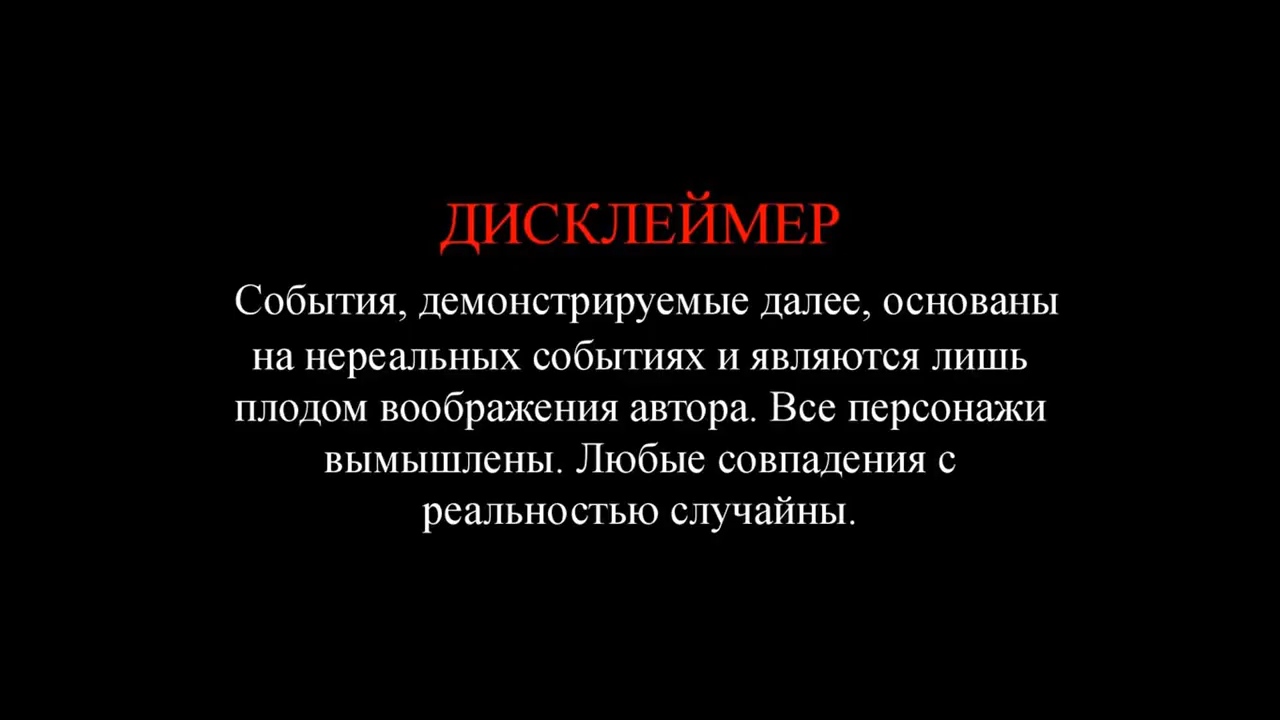 ДИСКЛЕЙМЕР
События, демонстрируемые далее, основаны
на нереальных событиях и являются лишь
плодом воображения автора. Все персонажи
вымышлены. Любые совпадения с
реальностью случайны.